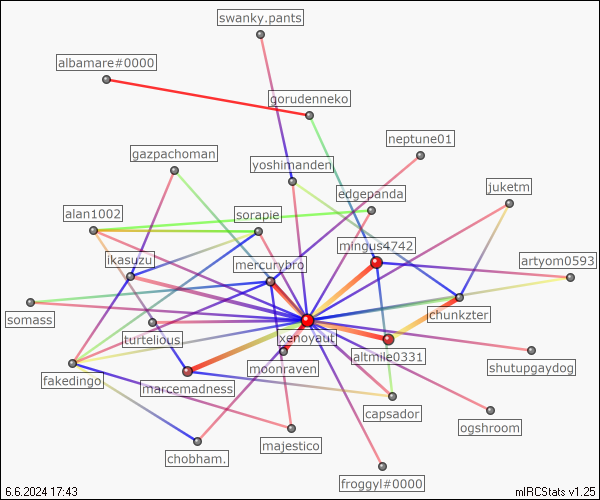 swanky.pants
albamare#0000
gorudenneko
neptune01
gazpachoman
yoshimanden
juketm
edgepanda
alan1002
sorapie
mingus4742
ikasuzu
mercurybro
artyom0593
somass
chunkzter
turtelious
xenoyaut
altmile0331
moonraven
shutupgaydog
fakedingo
marcemadness
capsador
ogshroom
majestico
chobham.
froggyl#0000
6.6.2024 17:43
mIRCStats v1.25